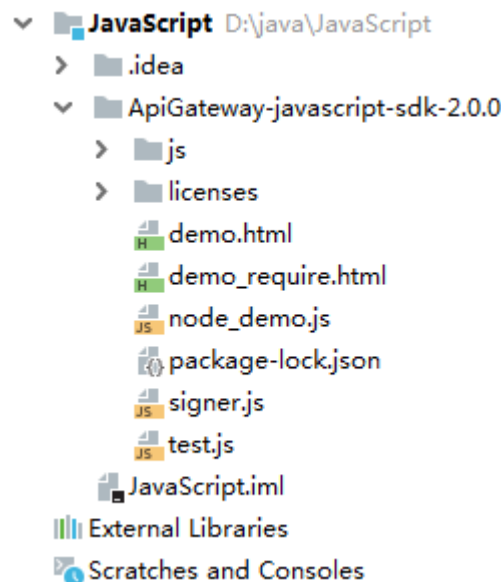 JavaScript D:\java\JavaScript
.idea
ApiGateway-javascript-sdk-2.0.0
js
licenses
demo.html
demo_require.html
node_demo.js
package-lock.json
signer.js
test.js
JavaScript.iml
External Libraries
Scratches and Consoles